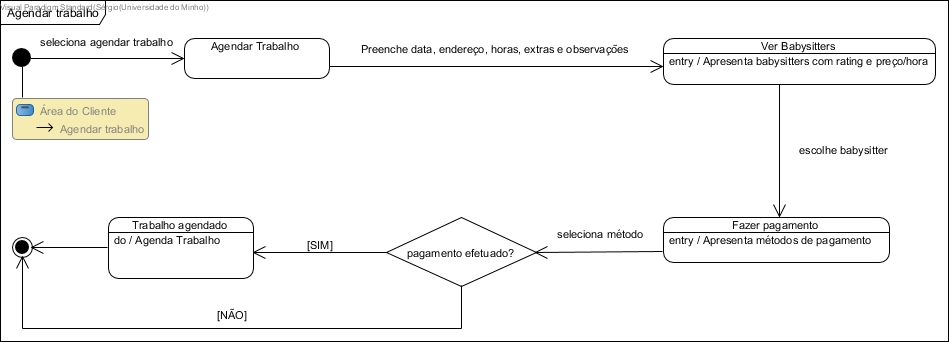 Visual Paradigm Standard(Sérgio(Universidade do Minho))
Agendar trabalho
seleciona agendar trabalho
Agendar Trabalho
Preenche data, endereço, horas, extras e observações
Ver Babysitters
entry / Apresenta babysitters com rating e preço/hora
Área do Cliente
Agendar trabalho
escolhe babysitter
Trabalho agendado
do / Agenda Trabalho
[SIM]
pagamento efetuado?
seleciona método
Fazer pagamento
entry / Apresenta métodos de pagamento
[NÃO]